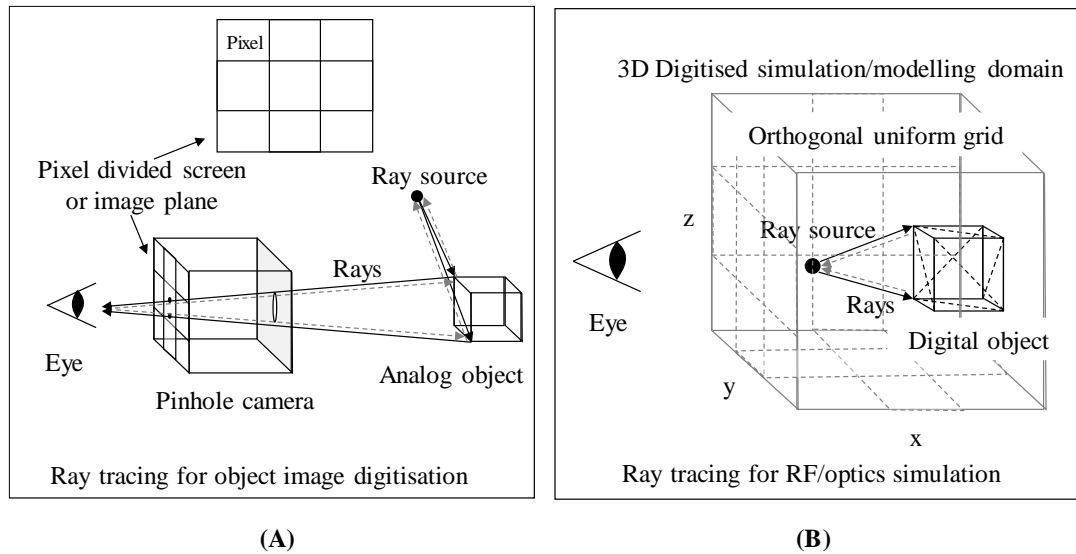 Pixel
Pixel divided screen
or image plane
Ray source
Rays
Eye
Analog object
Pinhole camera
Ray tracing for object image digitisation
(A)
3D Digitised simulation/modelling domain
Orthogonal uniform grid
z
Ray source
Rays
Eye
Digital object
y
x
Ray tracing for RF/optics simulation
(B)